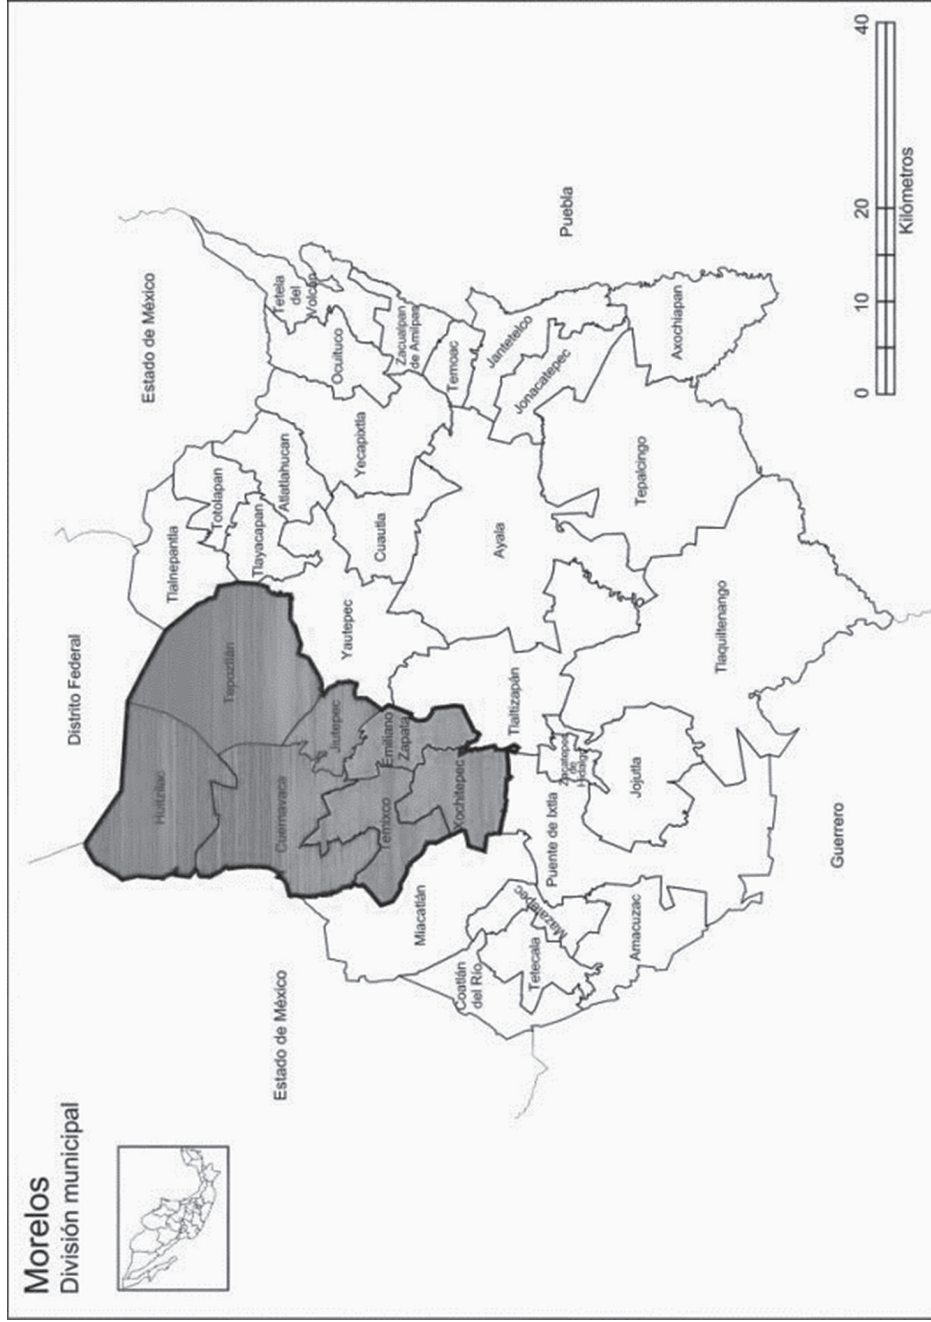 Morelos
División municipal
Distrito Federal
Estado de México
Estado de México
Puebla
Guerrero
Huitzilac
Tepoztlán
Cuernavaca
Tlalnepantla
Totolapan
Tlayacapan
Atlatlahucan
Tetela
del
Volcán
Ocuituco
Yecapixtla
Yautepec
Cuautla
Jiutepec
Emiliano
Zapata
Temixco
Xochitepec
Miacatlán
Zacualpan
de Amilpas
Temoac
Jantetelco
Jonacatepec
Ayala
Coatlán
del Río
Tetecala
Mazatepec
Puente de Ixtla
Tlaltizapán
Zacatepec
de
Hidalgo
Jojutla
Amacuzac
Tlaquiltenango
Tepalcingo
Axochiapan
0 10 20 40
Kilómetros